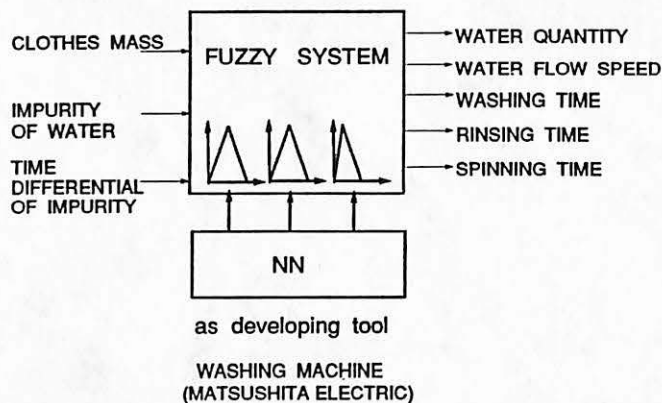 CLOTHES MASS
IMPURITY
OF WATER
TIME
DIFFERENTIAL
OF IMPURITY
FUZZY SYSTEM
WATER QUANTITY
WATER FLOW SPEED
WASHING TIME
RINSING TIME
SPINNING TIME
NN
as developing tool
WASHING MACHINE
(MATSUSHITA ELECTRIC)